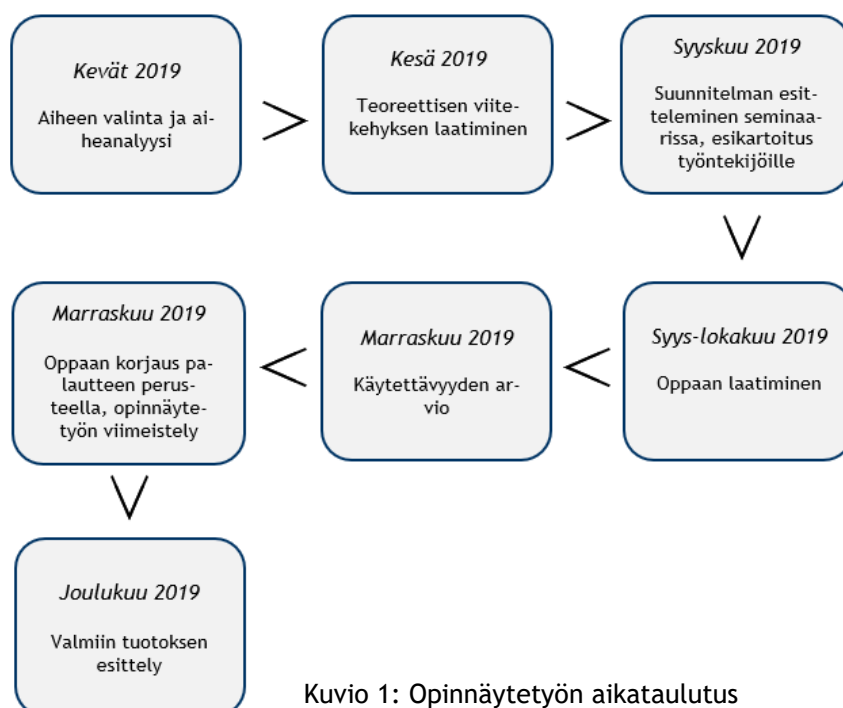 Kevät 2019
Aiheen valinta ja ai-
heanalyysi
>
Kesä 2019
Teoreettisen viite-
kehyksen laatiminen
>
Syyskuu 2019
Suunnitelman esit-
teleminen seminaa-
rissa, esikartoitus
työntekijöille
Syys-lokakuu 2019
Oppaan laatiminen
<
Marraskuu 2019
Käytettävyyden ar-
vio
<
Marraskuu 2019
Oppaan korjaus pa-
lautteen perus-
teella, opinnäyte-
työn viimeistely
Joulukuu 2019
Valmiin tuotoksen
esittely
Kuvio 1: Opinnäytetyön aikataulutus